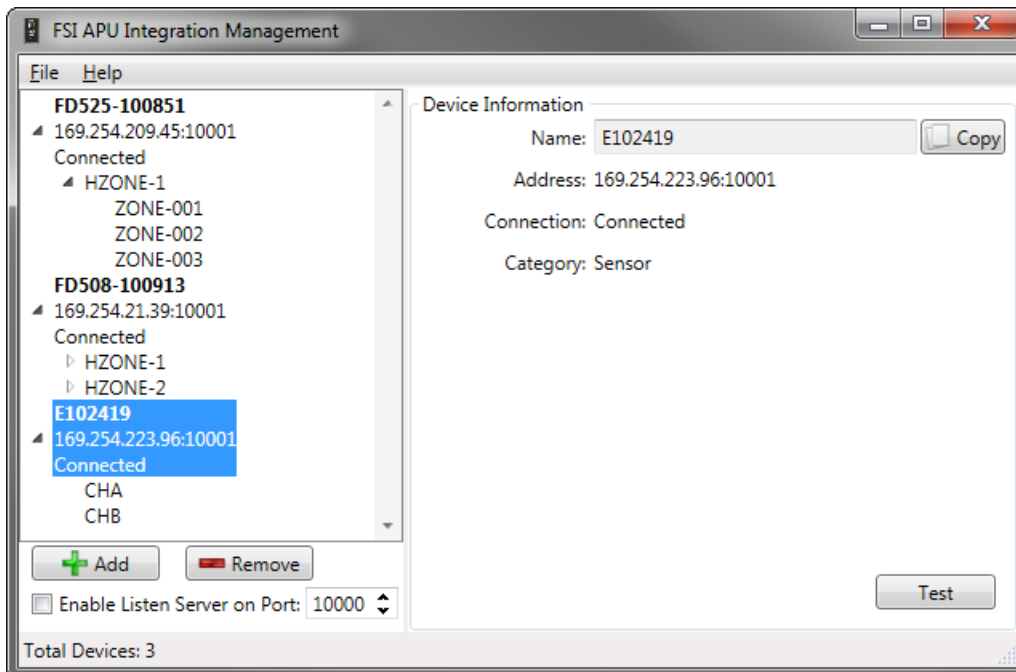 FSI APU Integration Management
File Help
FD525-100851
169.254.209.45:10001
Connected
HZONE-1
ZONE-001
ZONE-002
ZONE-003
FD508-100913
169.254.21.39:10001
Connected
HZONE-1
HZONE-2
E102419
169.254.223.96:10001
Connected
CHA
CHB
Add Remove
Enable Listen Server on Port: 10000
Device Information
Name: E102419 Copy
Address: 169.254.223.96:10001
Connection: Connected
Category: Sensor
Test
Total Devices: 3